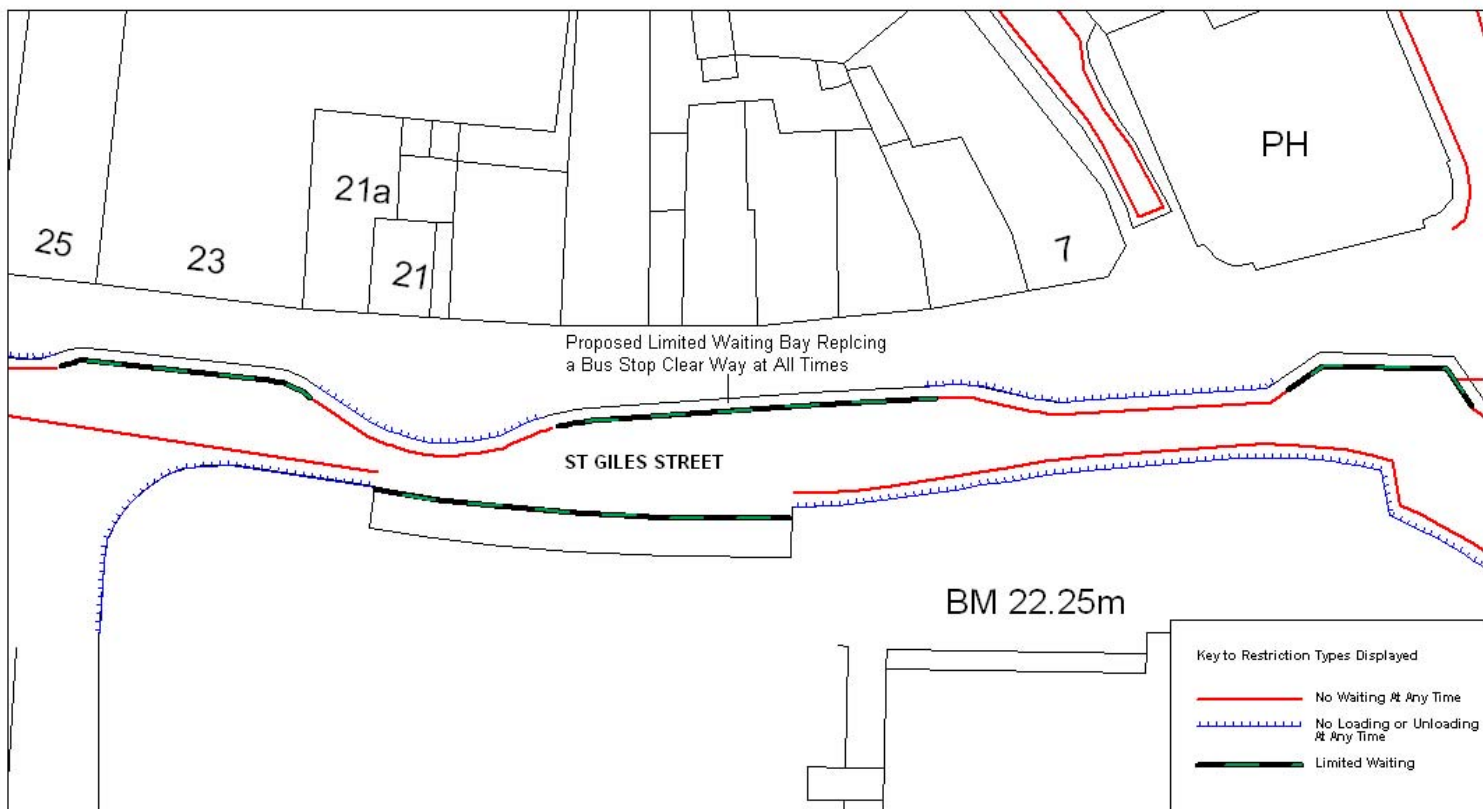 PH
21a
25
23
21
7
Proposed Limited Waiting Bay Replcing
a Bus Stop Clear Way at All Times
ST GILES STREET
BM 22.25m
Key to Restriction Types Displayed
No Waiting At Any Time
No Loading or Unloading
At Any Time
Limited Waiting